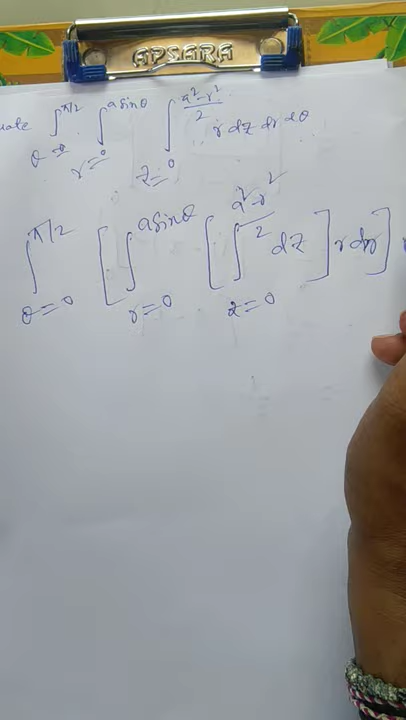 APSARA
uate ∫_{θ=0}^{π/2} ∫_{r=0}^{a sinθ} ∫_{z=0}^{(a²-r²)/2} r dz dr dθ
∫_{θ=0}^{π/2} [∫_{r=0}^{a sinθ} [∫_{z=0}^{(a²-r²)/2} dz] r dr]